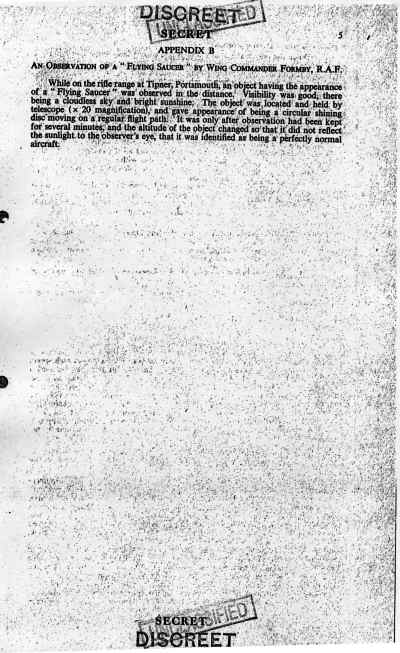 DISCREET
UNCLASSIFIED
SECRET
5
APPENDIX B
AN OBSERVATION OF A " FLYING SAUCER " BY WING COMMANDER FORMBY, R.A.F.
While on the rifle range at Tipner, Portsmouth, an object having the appearance
of a " Flying Saucer " was observed in the distance. Visibility was good, there
being a cloudless sky and bright sunshine. The object was located and held by
telescope (× 20 magnification), and gave appearance of being a circular shining
disc moving on a regular flight path. It was only after observation had been kept
for several minutes, and the altitude of the object changed so that it did not reflect
the sunlight to the observer's eye, that it was identified as being a perfectly normal
aircraft.
SECRET
UNCLASSIFIED
DISCREET